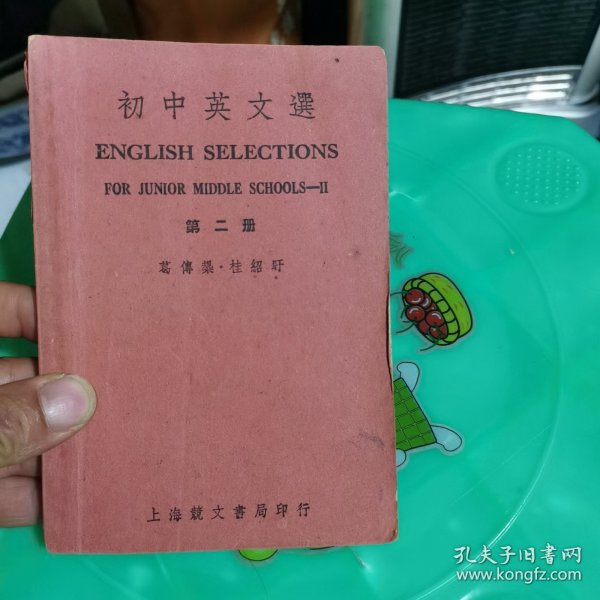 初中英文選
ENGLISH SELECTIONS
FOR JUNIOR MIDDLE SCHOOLS—II
第二册
葛傳槼·桂紹盱
上海競文書局印行
孔夫子旧书网
www.kongfz.com